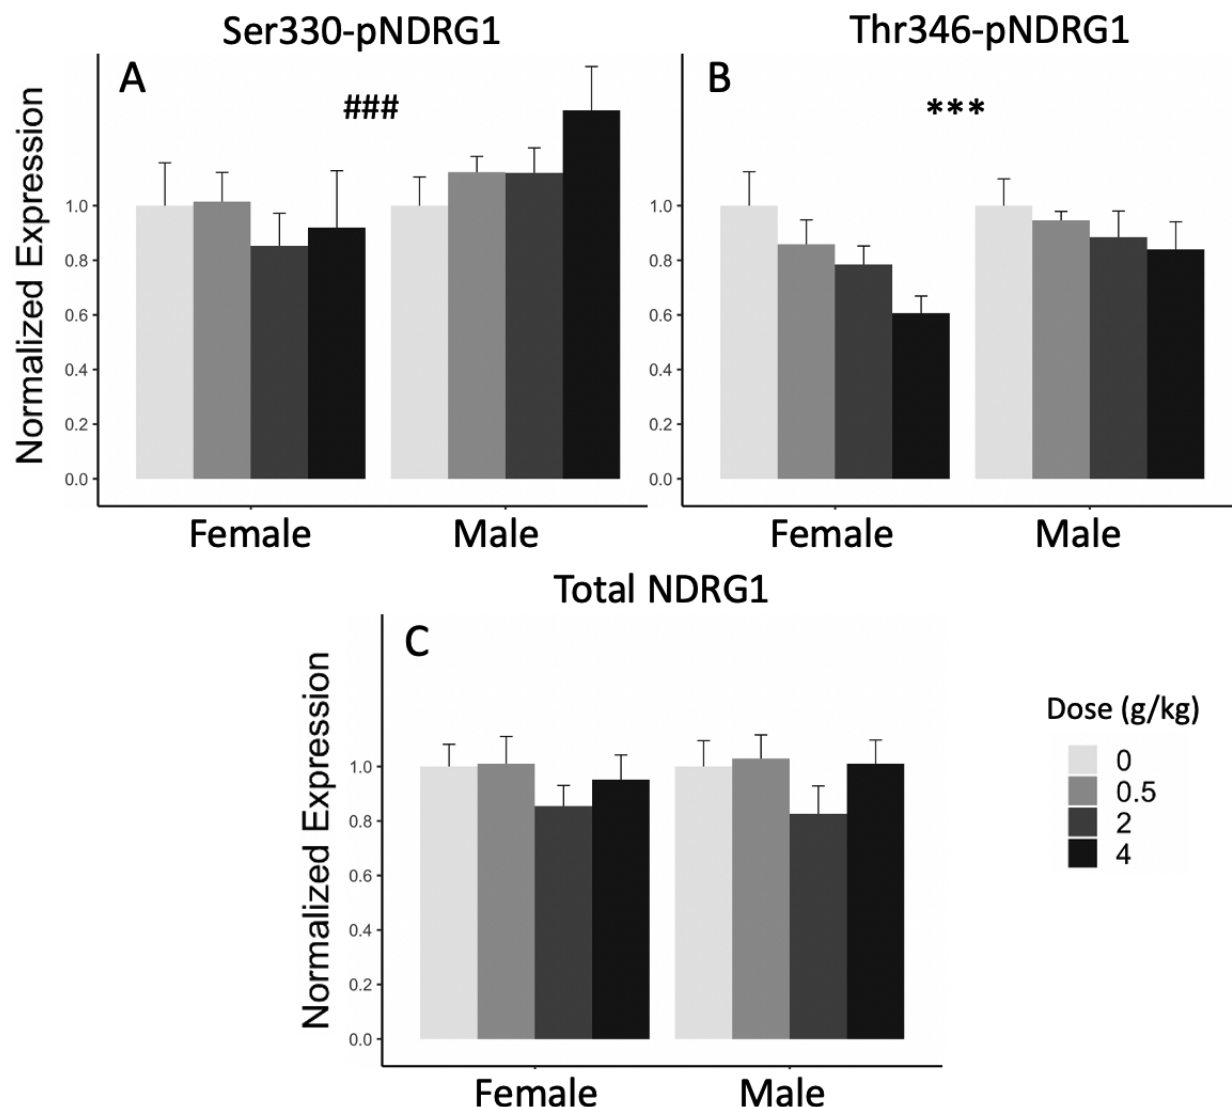 Ser330-pNDRG1
Thr346-pNDRG1
A
###
B
***
Normalized Expression
1.0
0.8
0.6
0.4
0.2
0.0
1.0
0.8
0.6
0.4
0.2
0.0
Female
Male
Female
Male
Total NDRG1
C
Normalized Expression
1.0
0.8
0.6
0.4
0.2
0.0
Female
Male
Dose (g/kg)
0
0.5
2
4